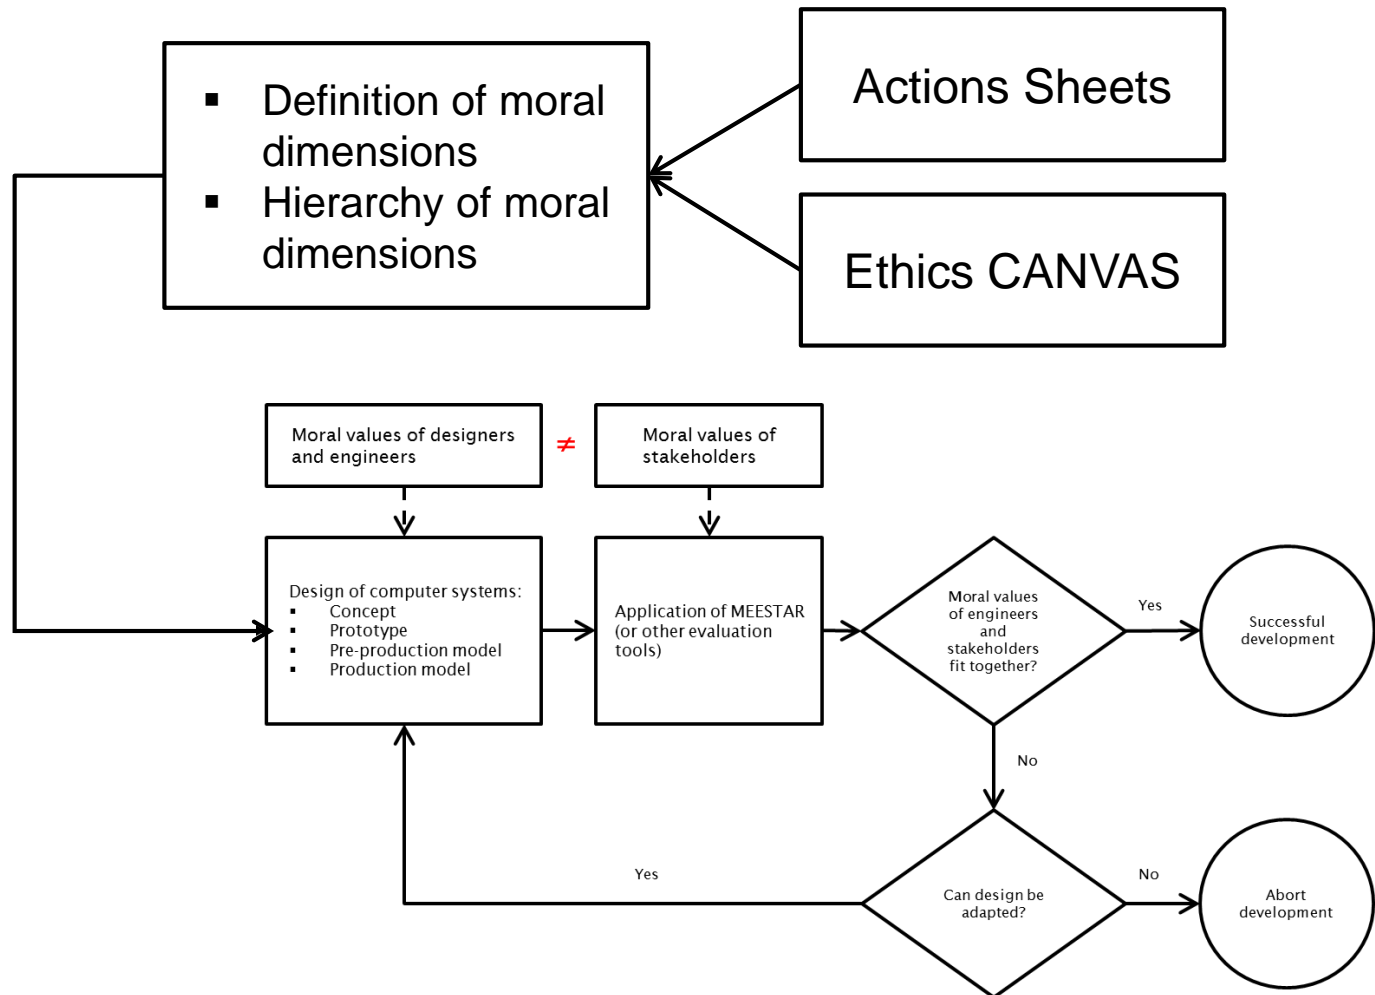 ▪ Definition of moral
dimensions
▪ Hierarchy of moral
dimensions
Actions Sheets
Ethics CANVAS
Moral values of designers
and engineers
≠
Moral values of
stakeholders
Design of computer systems:
▪ Concept
▪ Prototype
▪ Pre-production model
▪ Production model
Application of MEESTAR
(or other evaluation
tools)
Moral values
of engineers
and
stakeholders
fit together?
Yes
Successful
development
No
Can design be
adapted?
Yes
No
Abort
development